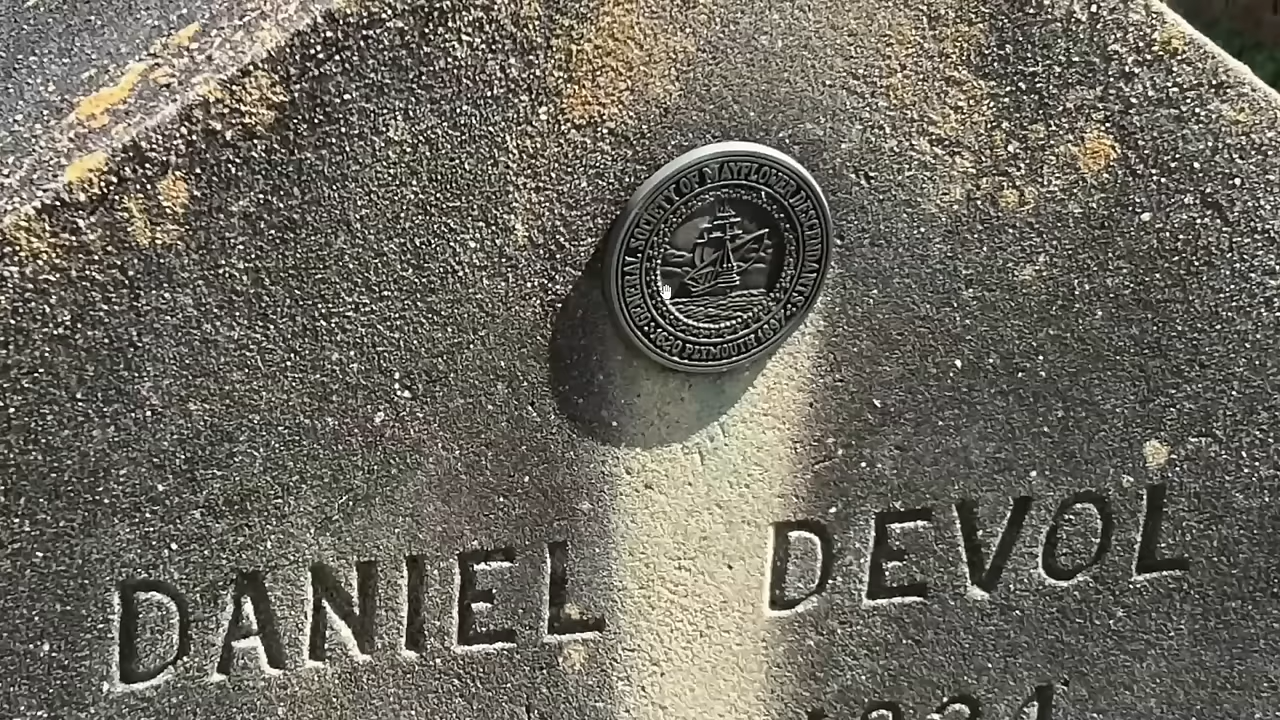 GENERAL SOCIETY OF MAYFLOWER DESCENDANTS
1620 PLYMOUTH 1897
DANIEL DEVOL